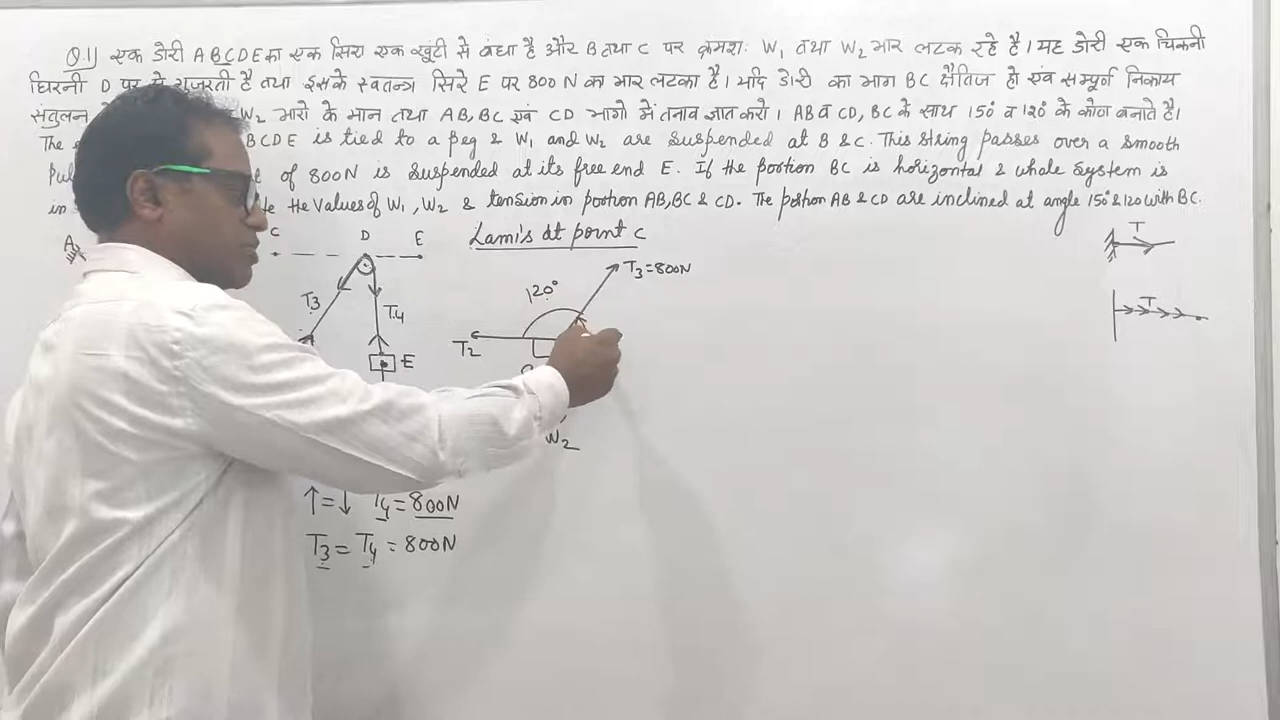 Q.1) एक डोरी ABCDE का एक सिरा एक खूंटी से बंधा है और B तथा C पर क्रमशः W₁ तथा W₂ भार लटक रहे है। यह डोरी एक चिकनी
घिरनी D पर से गुजरती है तथा इसके स्वतन्त्र सिरे E पर 800 N का भार लटका है। यदि डोरी का भाग BC क्षैतिज हो एवं सम्पूर्ण निकाय
संतुलन W₂ भारो के मान तथा AB, BC एवं CD भागो में तनाव ज्ञात करो। AB व CD, BC के साथ 150 व 120° के कोण बनाते है।
The BCDE is tied to a peg & W₁ and W₂ are suspended at B & C. This string passes over a smooth
of 800N is suspended at its free end E. If the portion BC is horizontal & whole system is
in the values of W₁, W₂ & tension in portion AB, BC & CD. The portion AB & CD are inclined at angle 150° & 120 with BC.
A C D E
Lami's at point C
T
T₃ T₄ E
120° T₃=800N
T₂
T
W₂
↑=↓ T₄=800N
T₃= T₄ = 800N